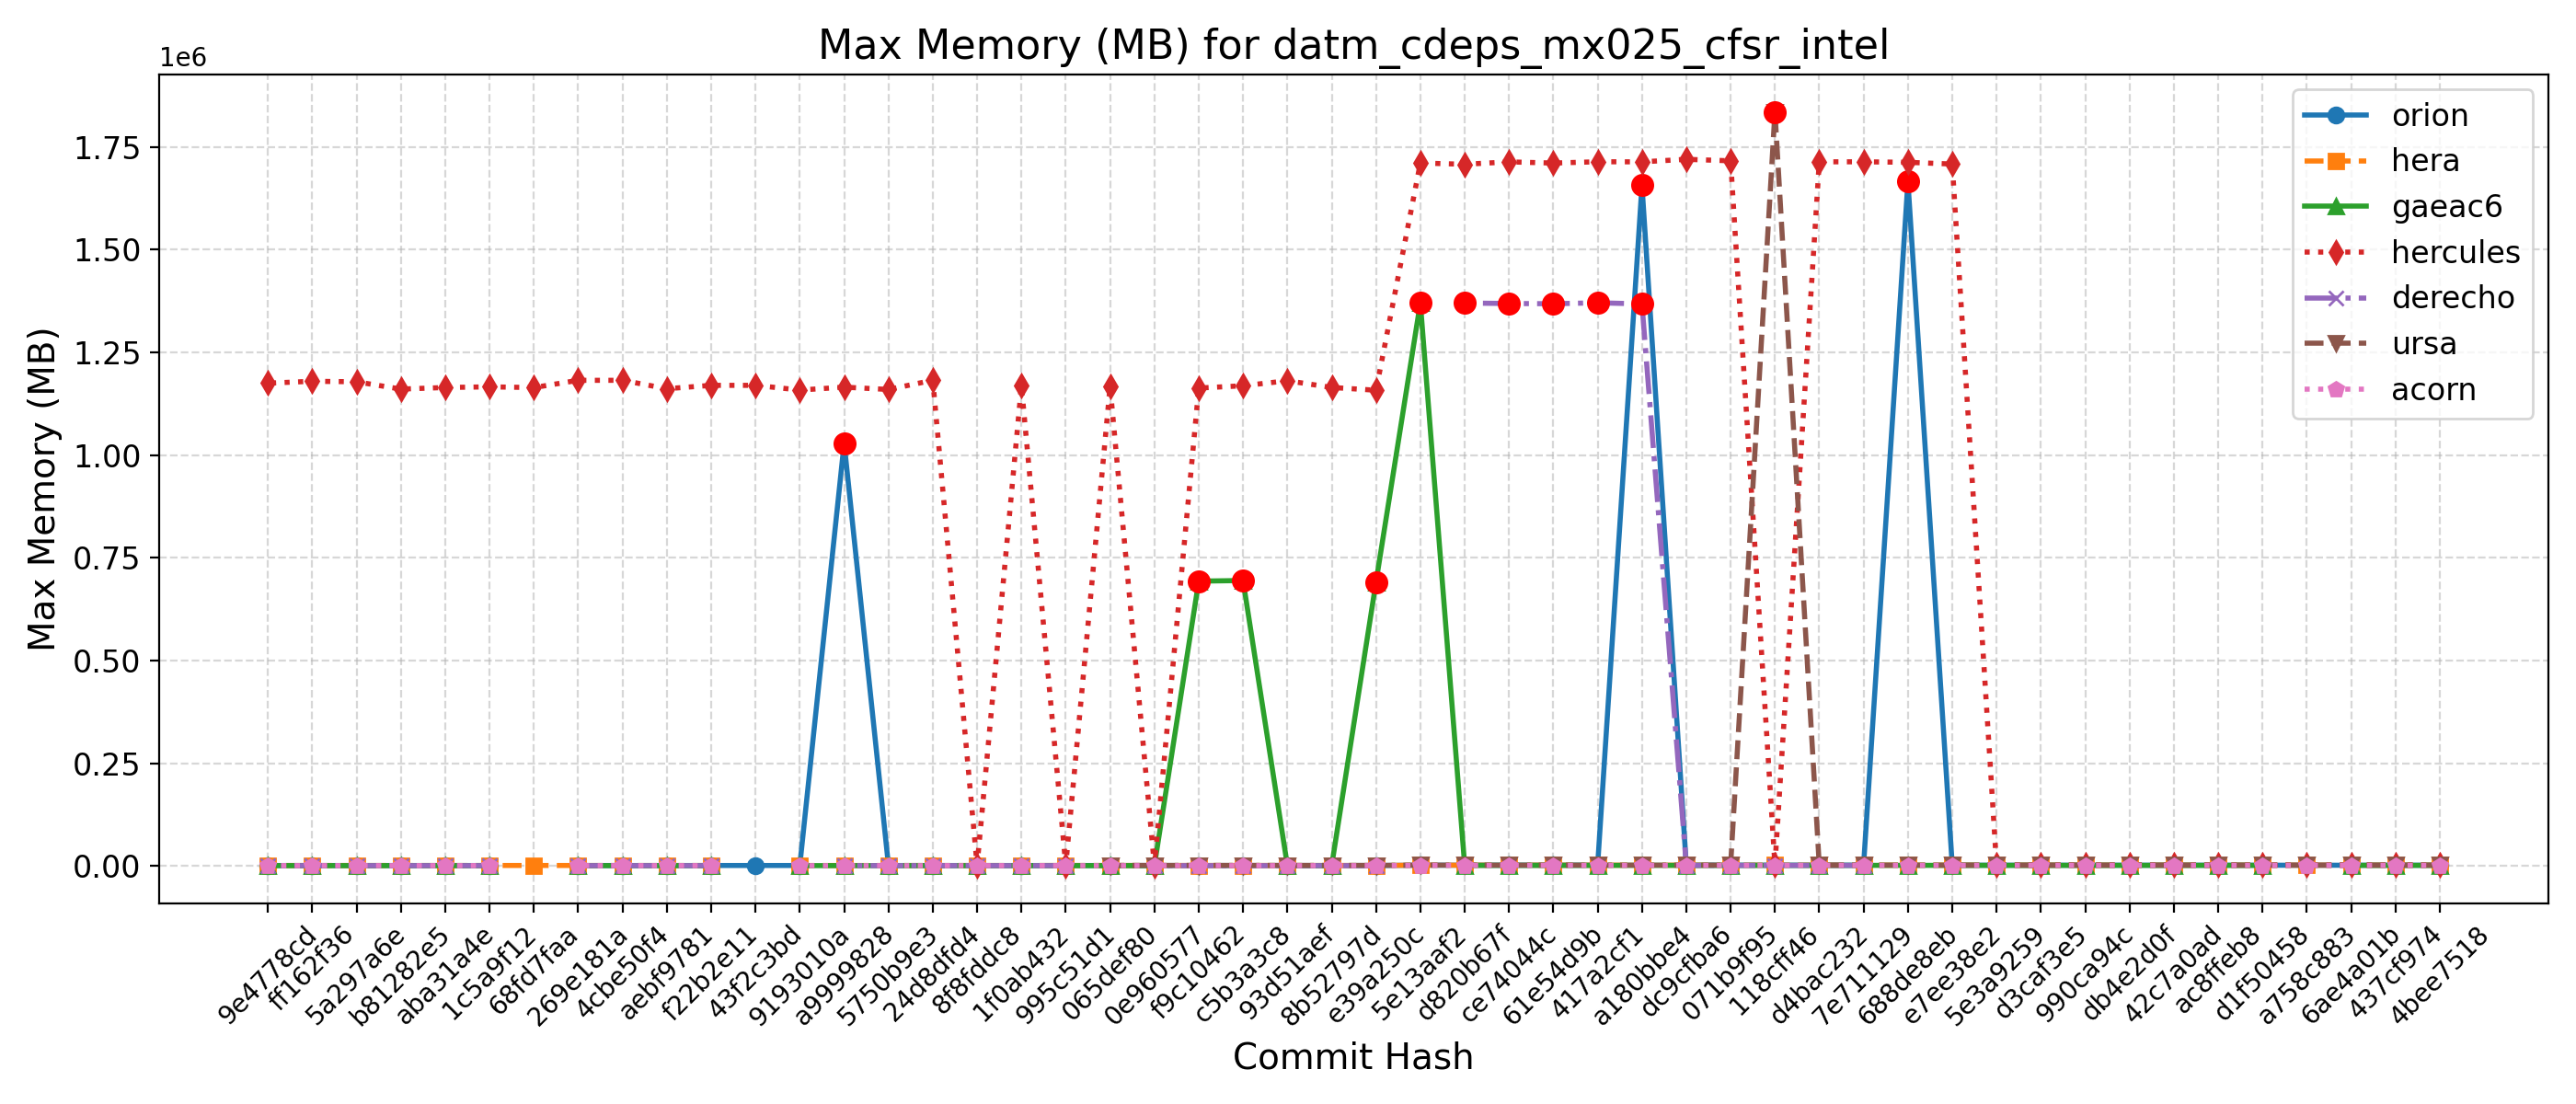 Max Memory (MB) for datm_cdeps_mx025_cfsr_intel
1e6
1.75
1.50
1.25
1.00
0.75
0.50
0.25
0.00
Max Memory (MB)
orion
hera
gaeac6
hercules
derecho
ursa
acorn
9e4778cd
ff162f36
5a297a6e
b81282e5
aba31a4e
1c5a9f12
68fd7faa
269e181a
4cbe50f4
aebf9781
f22b2e11
43f2c3bd
9193010a
a9999828
5750b9e3
24d8dfd4
8f8fddc8
1f0ab432
995c51d1
065def80
0e960577
f9c10462
c5b3a3c8
93d51aef
8b52797d
e39a250c
5e13aaf2
d820b67f
ce74044c
61e54d9b
417a2cf1
a180bbe4
dc9cfba6
071b9f95
118cff46
d4bac232
7e711129
688de8eb
e7ee38e2
5e3a9259
d3caf3e5
990ca94c
db4e2d0f
42c7a0ad
ac8ffeb8
d1f50458
a758c883
6ae4a01b
437cf974
4bee7518
Commit Hash